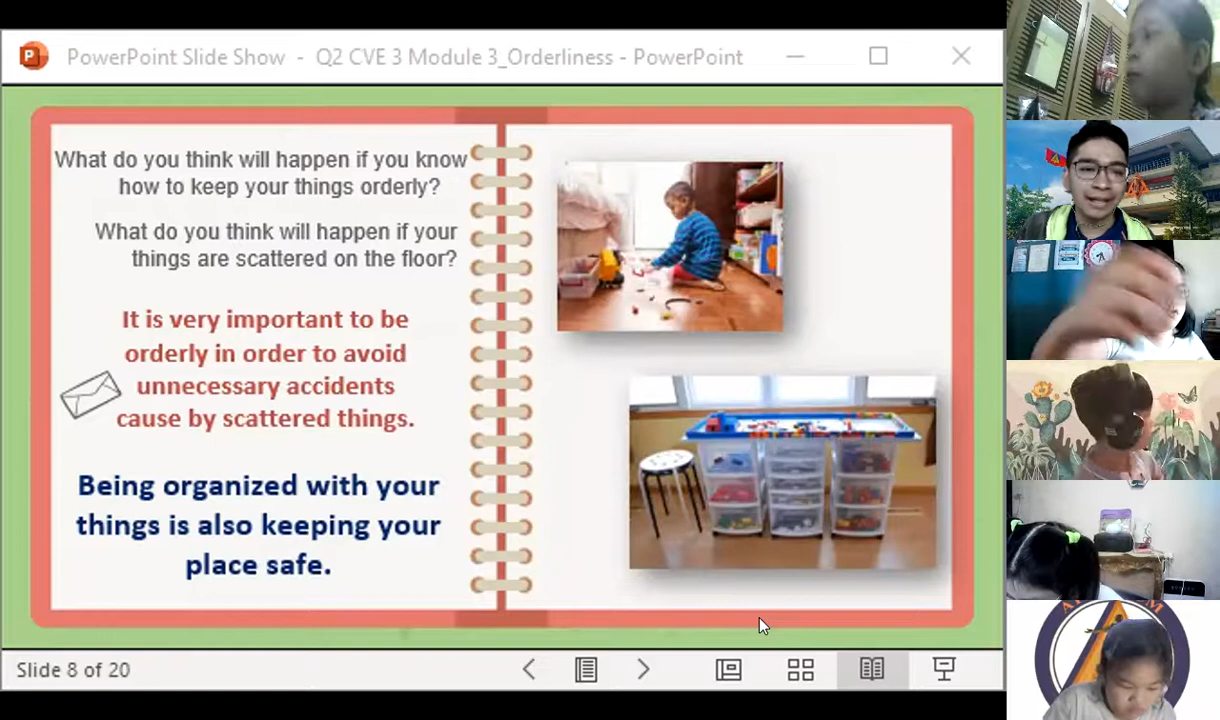 PowerPoint Slide Show - Q2 CVE 3 Module 3_Orderliness - PowerPoint
What do you think will happen if you know
how to keep your things orderly?
What do you think will happen if your
things are scattered on the floor?
It is very important to be
orderly in order to avoid
unnecessary accidents
cause by scattered things.
Being organized with your
things is also keeping your
place safe.
Slide 8 of 20